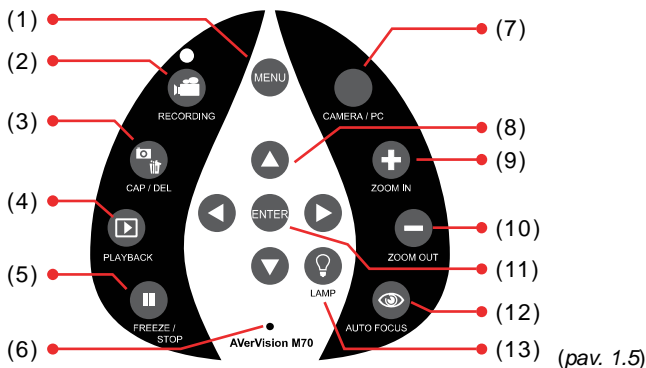 (1)
(2)
(3)
(4)
(5)
(6)
MENU
RECORDING
CAMERA / PC
CAP / DEL
ZOOM IN
ENTER
PLAYBACK
ZOOM OUT
LAMP
FREEZE /
STOP
AUTO FOCUS
AVerVision M70
(7)
(8)
(9)
(10)
(11)
(12)
(13)
(pav. 1.5)